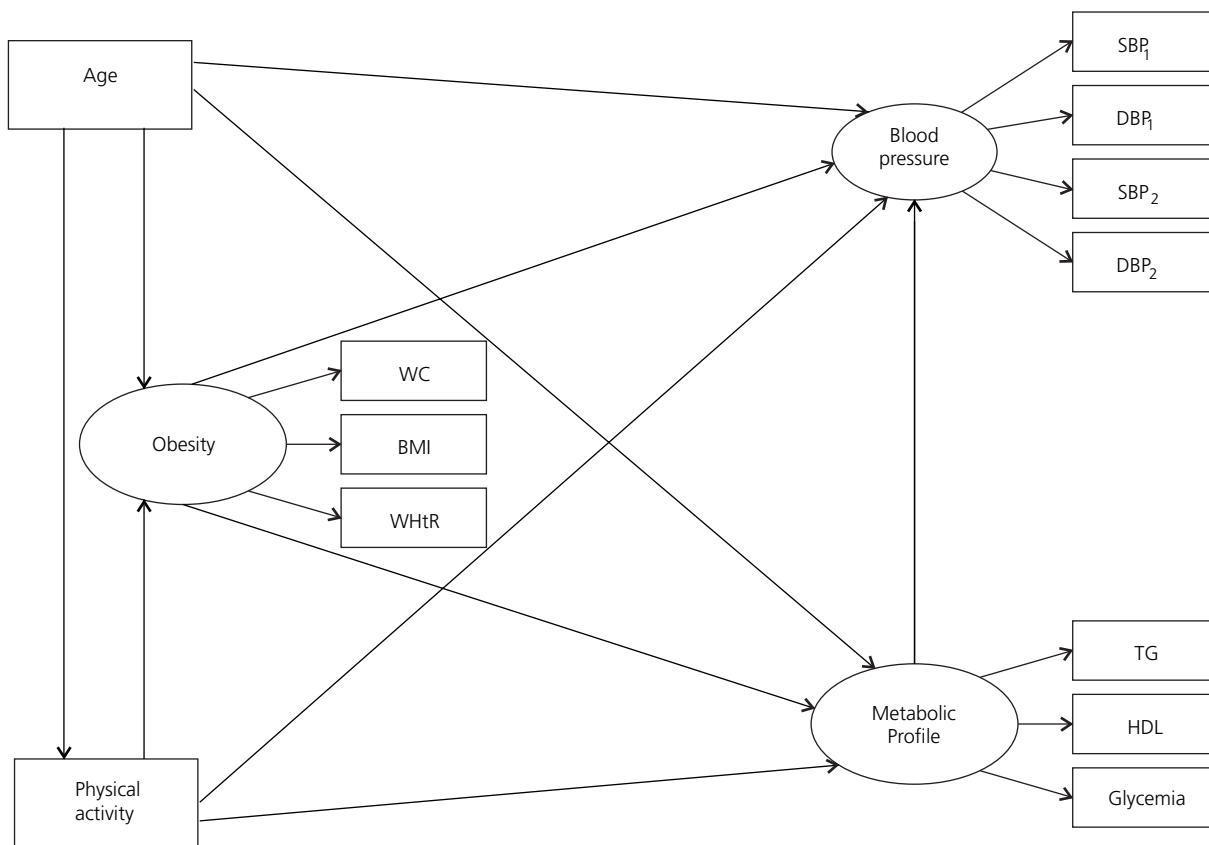 Age
Blood
pressure
SBP1
DBP1
SBP2
DBP2
Obesity
WC
BMI
WHtR
Metabolic
Profile
TG
HDL
Glycemia
Physical
activity